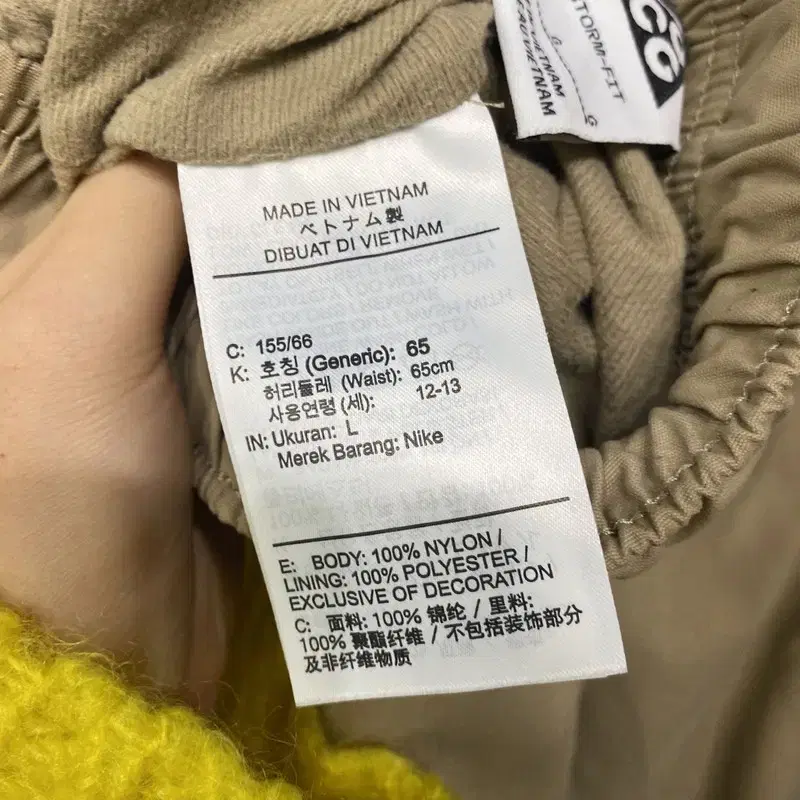 STORM-FIT
VIETNAM
VIETNAM
CG
MADE IN VIETNAM
ベトナム製
DIBUAT DI VIETNAM
C: 155/66
K: 호칭 (Generic): 65
허리둘레 (Waist): 65cm
사용연령 (세): 12-13
IN: Ukuran: L
Merek Barang: Nike
E: BODY: 100% NYLON /
LINING: 100% POLYESTER /
EXCLUSIVE OF DECORATION
C: 面料: 100% 锦纶 / 里料:
100% 聚酯纤维 / 不包括装饰部分
及非纤维物质